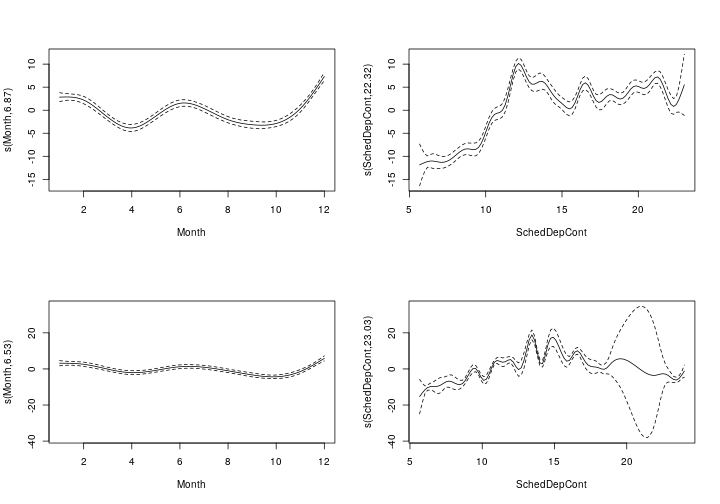 s(Month,6.87)
10
5
0
-5
-10
-15
2 4 6 8 10 12
Month
s(SchedDepCont,22.32)
10
5
0
-5
-10
-15
5 10 15 20
SchedDepCont
s(Month,6.53)
20
0
-20
-40
2 4 6 8 10 12
Month
s(SchedDepCont,23.03)
20
0
-20
-40
5 10 15 20
SchedDepCont